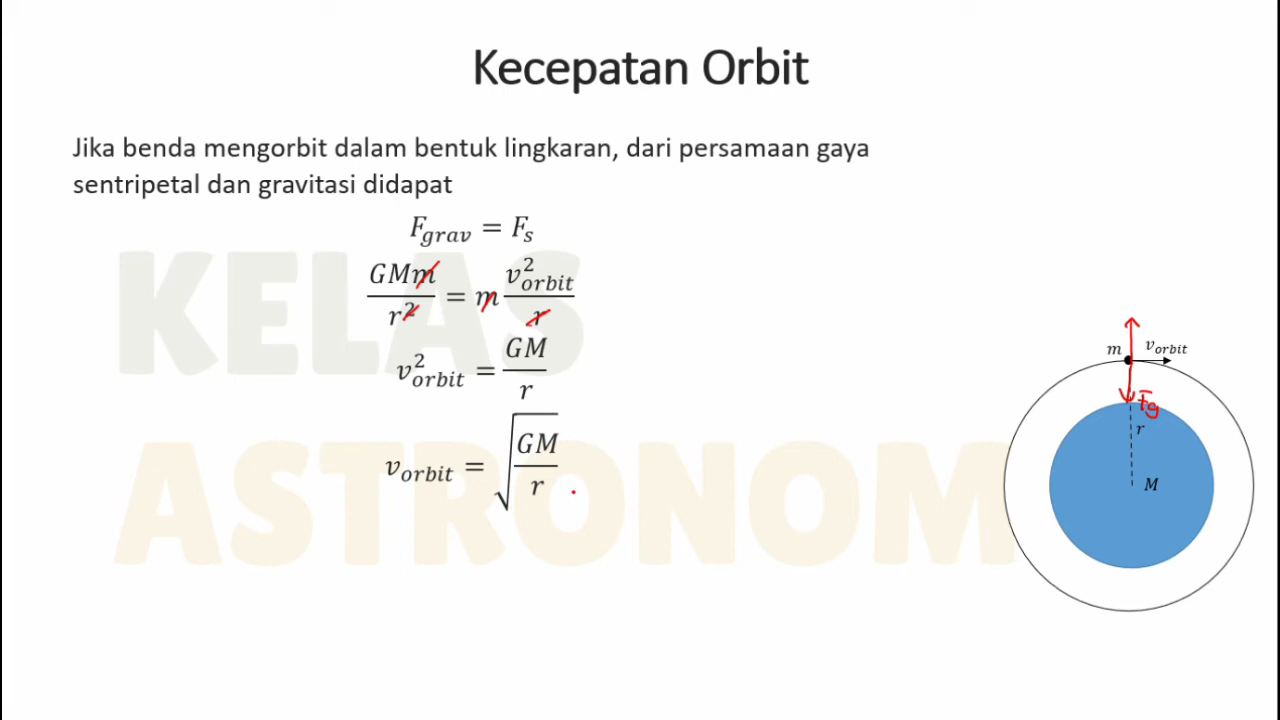 Kecepatan Orbit
Jika benda mengorbit dalam bentuk lingkaran, dari persamaan gaya
sentripetal dan gravitasi didapat
F_grav = F_s
GMm/r² = m v²_orbit/r
v²_orbit = GM/r
v_orbit = √(GM/r)
KELAS
ASTRONOM
m v_orbit
Fg
r
M